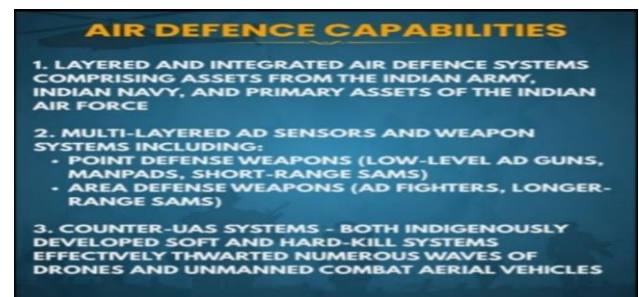 AIR DEFENCE CAPABILITIES
1. LAYERED AND INTEGRATED AIR DEFENCE SYSTEMS
COMPRISING ASSETS FROM THE INDIAN ARMY,
INDIAN NAVY, AND PRIMARY ASSETS OF THE INDIAN
AIR FORCE
2. MULTI-LAYERED AD SENSORS AND WEAPON
SYSTEMS INCLUDING:
• POINT DEFENSE WEAPONS (LOW-LEVEL AD GUNS,
MANPADS, SHORT-RANGE SAMS)
• AREA DEFENSE WEAPONS (AD FIGHTERS, LONGER-
RANGE SAMS)
3. COUNTER-UAS SYSTEMS - BOTH INDIGENOUSLY
DEVELOPED SOFT AND HARD-KILL SYSTEMS
EFFECTIVELY THWARTED NUMEROUS WAVES OF
DRONES AND UNMANNED COMBAT AERIAL VEHICLES